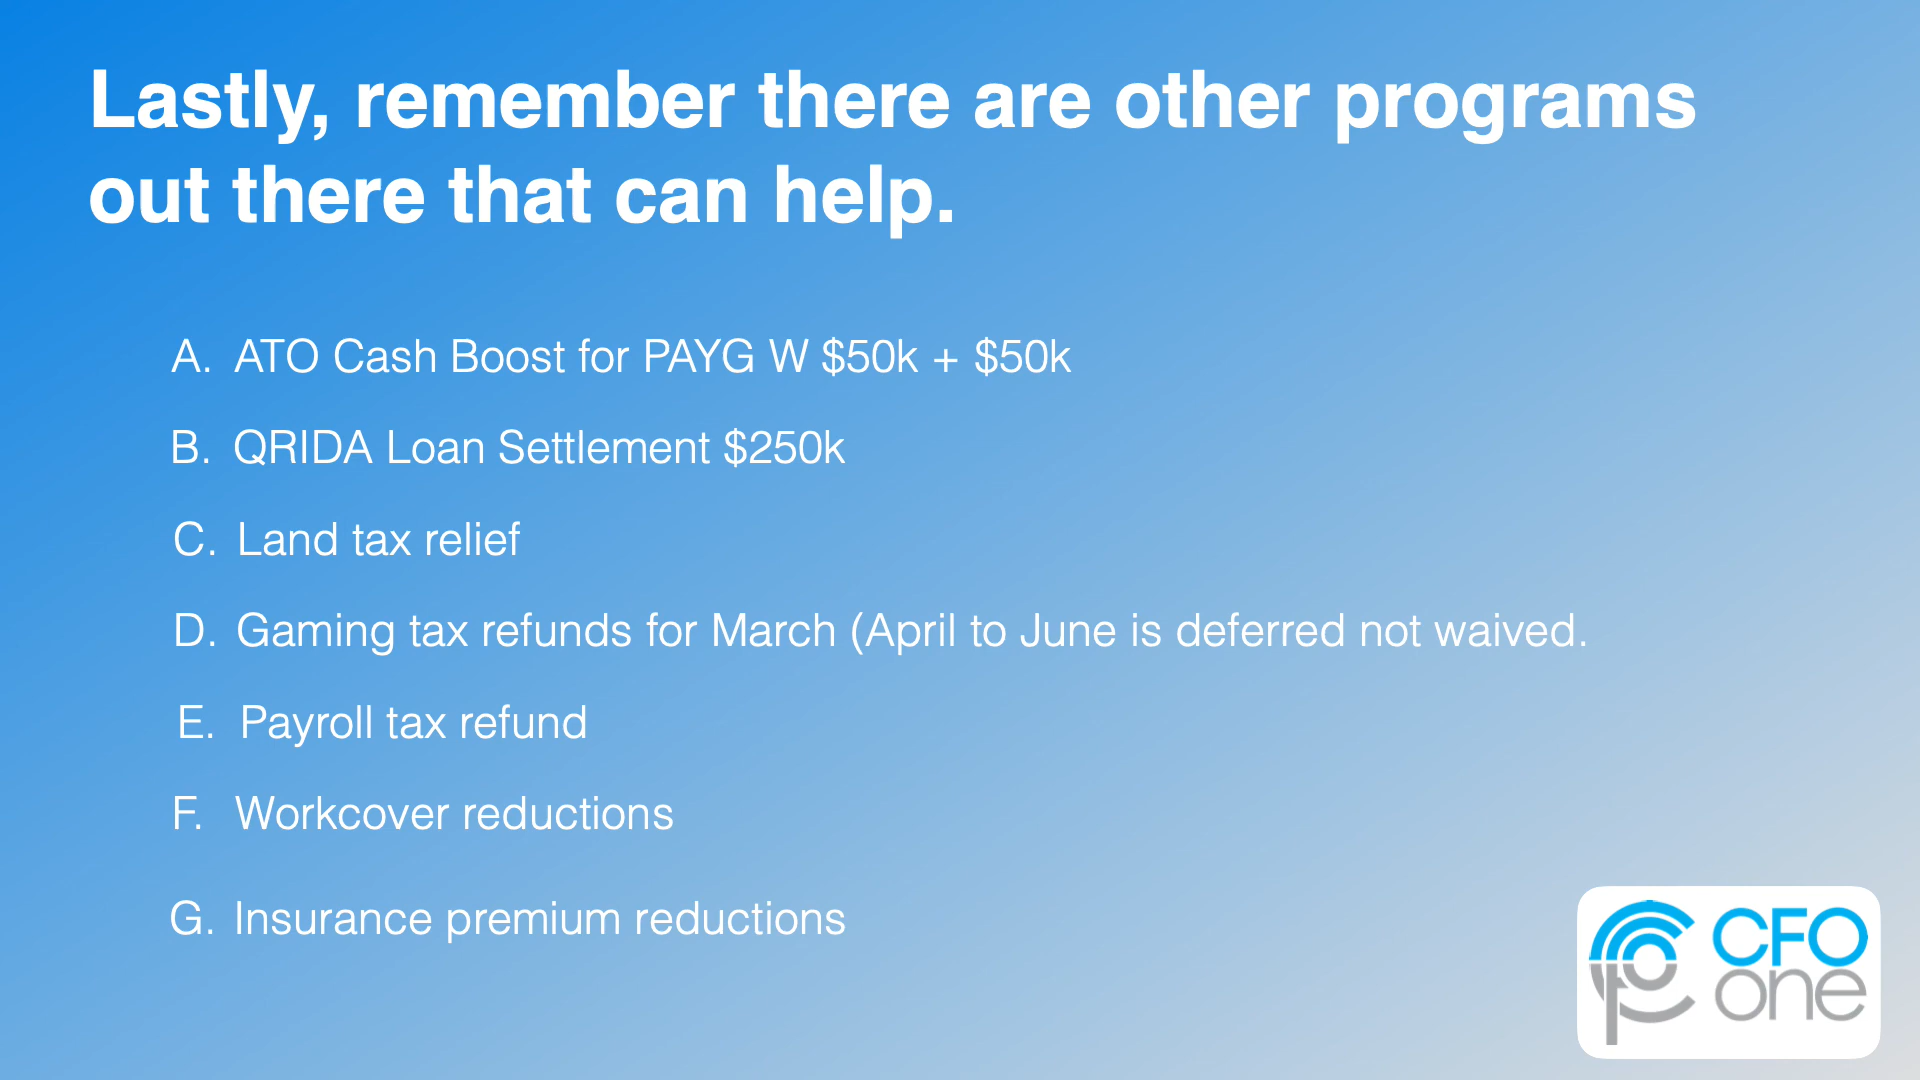 Lastly, remember there are other programs
out there that can help.
A. ATO Cash Boost for PAYG W $50k + $50k
B. QRIDA Loan Settlement $250k
C. Land tax relief
D. Gaming tax refunds for March (April to June is deferred not waived.
E. Payroll tax refund
F. Workcover reductions
G. Insurance premium reductions
CFO
one